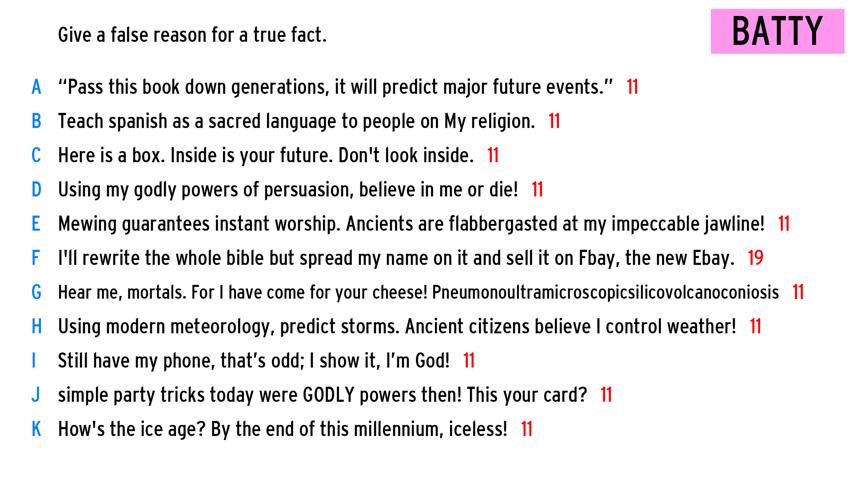 Give a false reason for a true fact.
BATTY
A “Pass this book down generations, it will predict major future events.” 11
B Teach spanish as a sacred language to people on My religion. 11
C Here is a box. Inside is your future. Don't look inside. 11
D Using my godly powers of persuasion, believe in me or die! 11
E Mewing guarantees instant worship. Ancients are flabbergasted at my impeccable jawline! 11
F I'll rewrite the whole bible but spread my name on it and sell it on Fbay, the new Ebay. 19
G Hear me, mortals. For I have come for your cheese! Pneumonoultramicroscopicsilicovolcanoconiosis 11
H Using modern meteorology, predict storms. Ancient citizens believe I control weather! 11
I Still have my phone, that’s odd; I show it, I’m God! 11
J simple party tricks today were GODLY powers then! This your card? 11
K How's the ice age? By the end of this millennium, iceless! 11